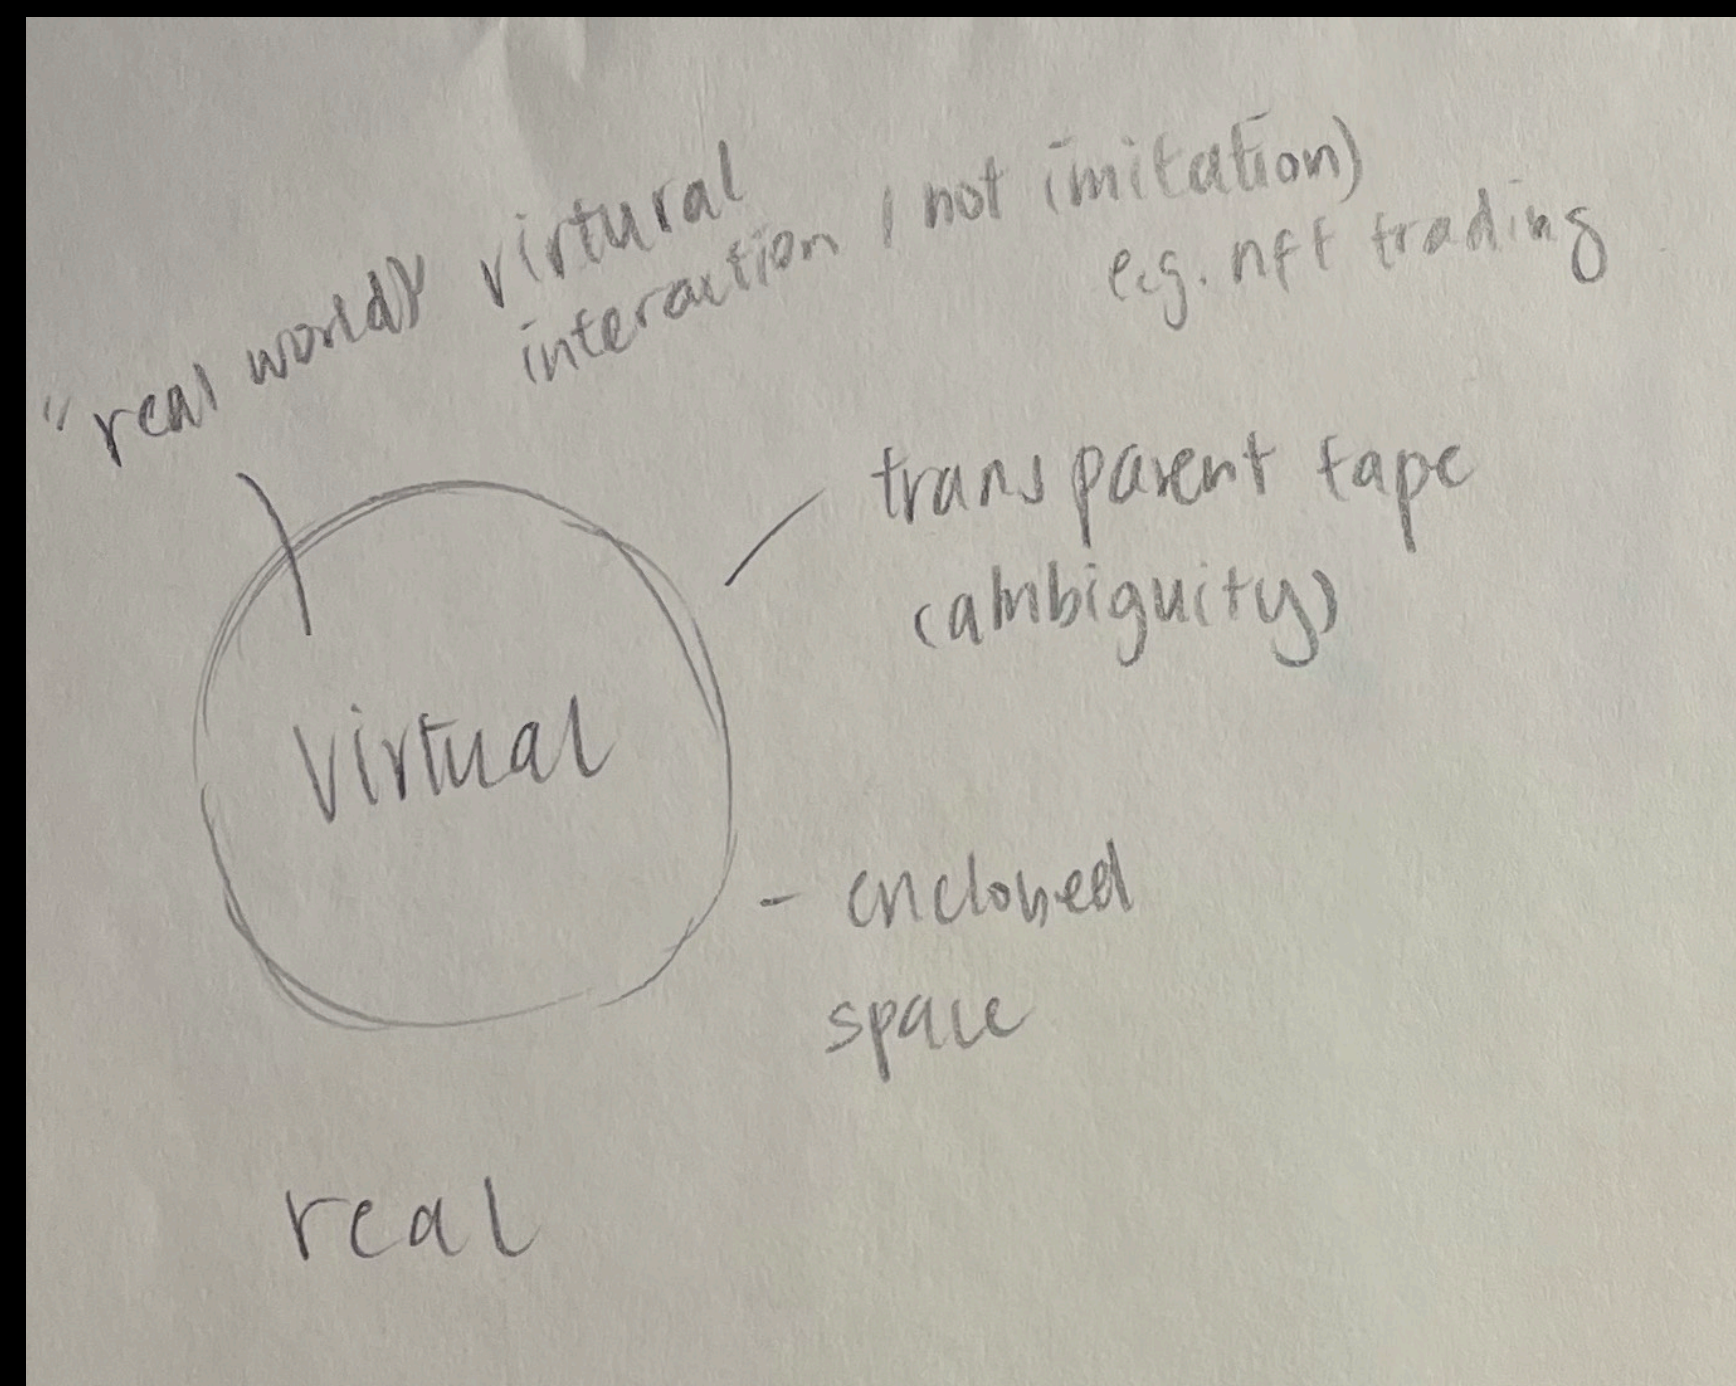 "real world" virtural
interaction (not imitation)
e.g. nft trading
transparent tape
(ambiguity)
virtual
- enclosed
space
real